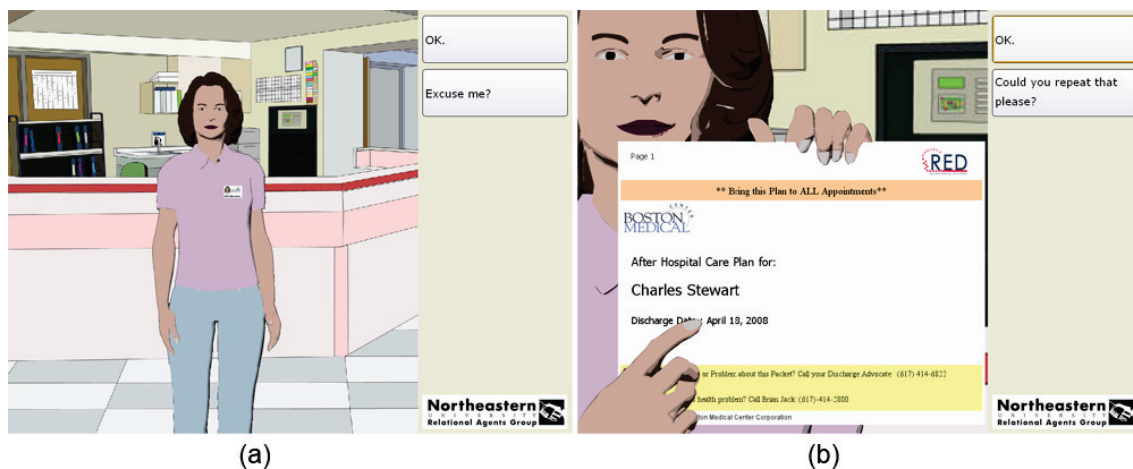 OK.
Excuse me?
Northeastern
UNIVERSITY
Relational Agents Group
(a)
OK.
Could you repeat that
please?
Page 1
RED
** Bring this Plan to ALL Appointments**
BOSTON
MEDICAL
CENTER
After Hospital Care Plan for:
Charles Stewart
Discharge Date: April 18, 2008
or Problem about this Packet? Call your Discharge Advocate: (617) 414-6822
health problem? Call Brian Jack: (617)-414-2800
Medical Center Corporation
Northeastern
UNIVERSITY
Relational Agents Group
(b)